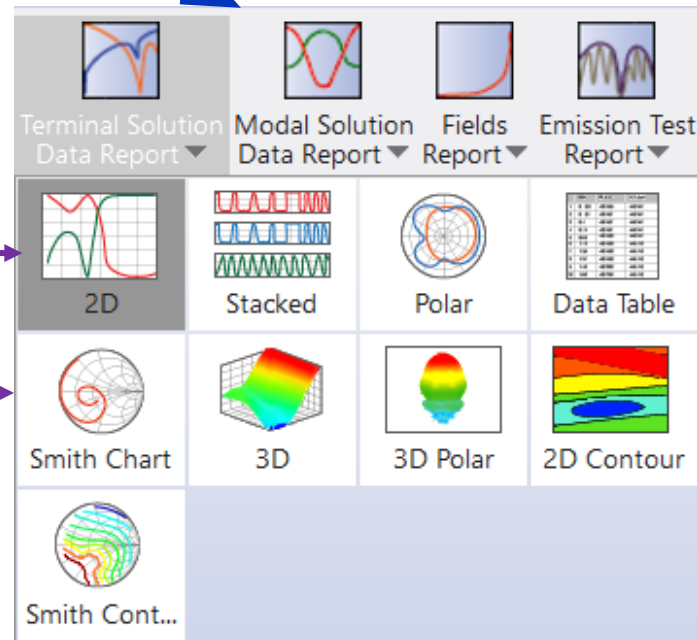 Terminal Solution
Data Report
Modal Solution
Data Report
Fields
Report
Emission Test
Report
2D
Stacked
Polar
Data Table
Smith Chart
3D
3D Polar
2D Contour
Smith Cont...